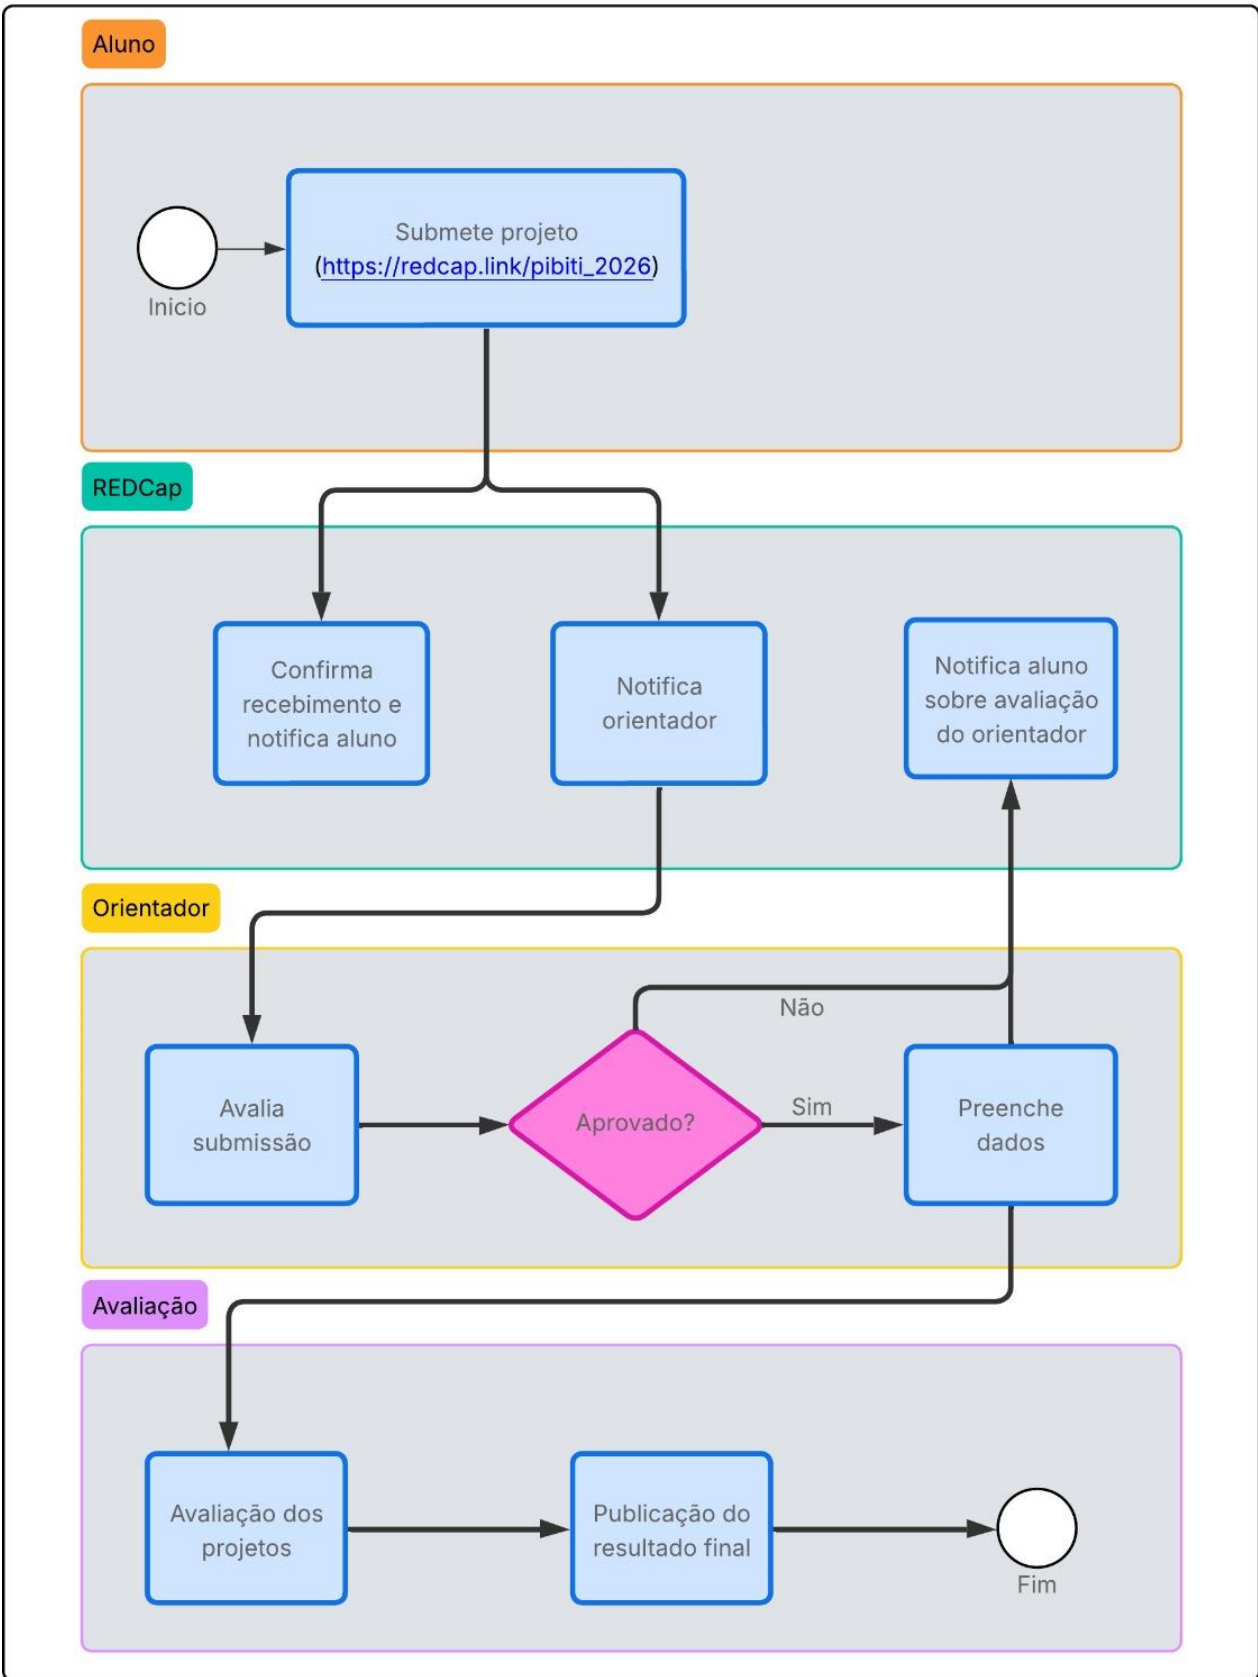 Aluno
Submete projeto
(https://redcap.link/pibiti_2026)
Inicio
REDCap
Confirma
recebimento e
notifica aluno
Notifica
orientador
Notifica aluno
sobre avaliação
do orientador
Orientador
Não
Avalia
submissão
Aprovado?
Sim
Preenche
dados
Avaliação
Avaliação dos
projetos
Publicação do
resultado final
Fim